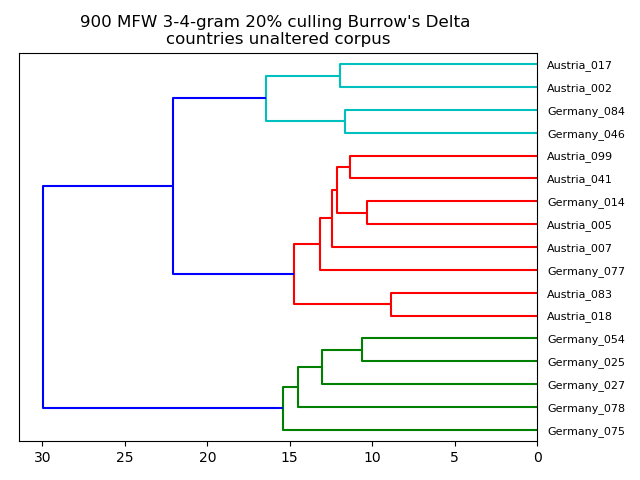 900 MFW 3-4-gram 20% culling Burrow's Delta
countries unaltered corpus
Austria_017
Austria_002
Germany_084
Germany_046
Austria_099
Austria_041
Germany_014
Austria_005
Austria_007
Germany_077
Austria_083
Austria_018
Germany_054
Germany_025
Germany_027
Germany_078
Germany_075
30 25 20 15 10 5 0